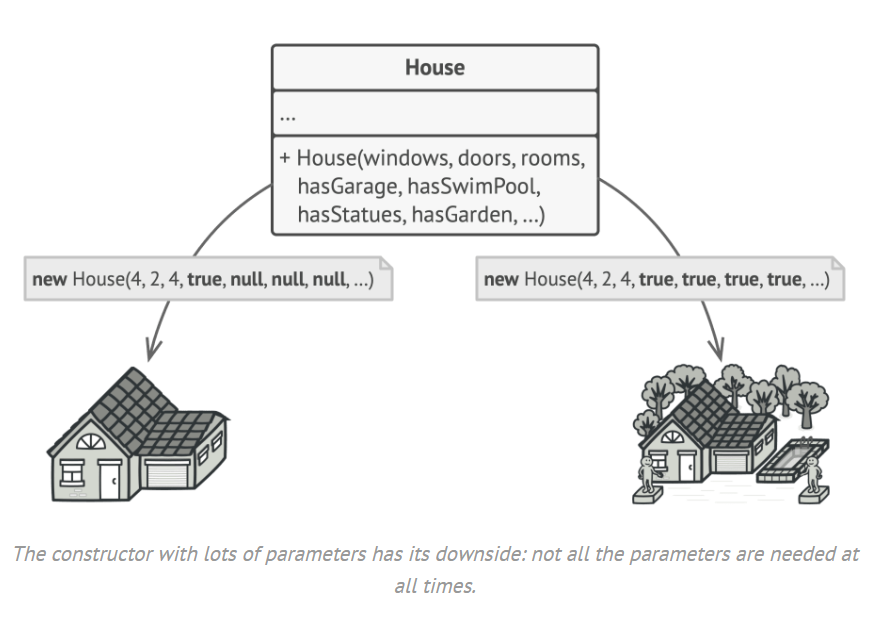 House
...
+ House(windows, doors, rooms,
hasGarage, hasSwimPool,
hasStatues, hasGarden, ...)
new House(4, 2, 4, true, null, null, null, ...)
new House(4, 2, 4, true, true, true, true, ...)
The constructor with lots of parameters has its downside: not all the parameters are needed at
all times.